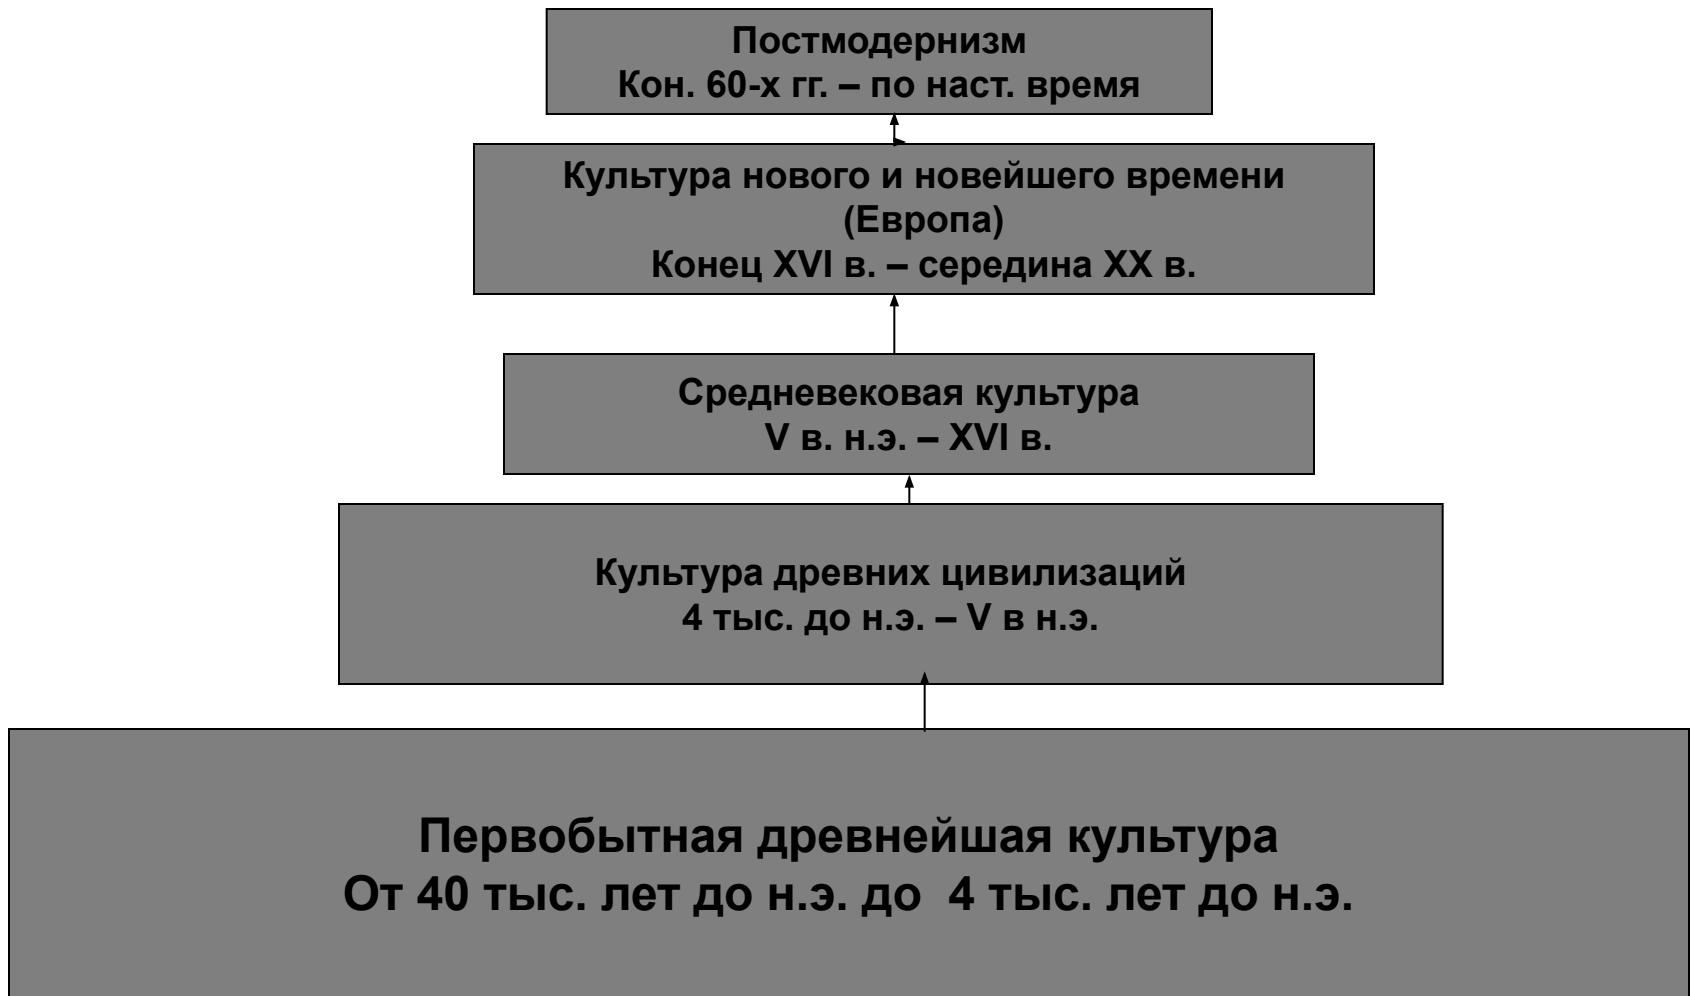 Постмодернизм
Кон. 60-х гг. – по наст. время
Культура нового и новейшего времени
(Европа)
Конец XVI в. – середина XX в.
Средневековая культура
V в. н.э. – XVI в.
Культура древних цивилизаций
4 тыс. до н.э. – V в н.э.
Первобытная древнейшая культура
От 40 тыс. лет до н.э. до  4 тыс. лет до н.э.